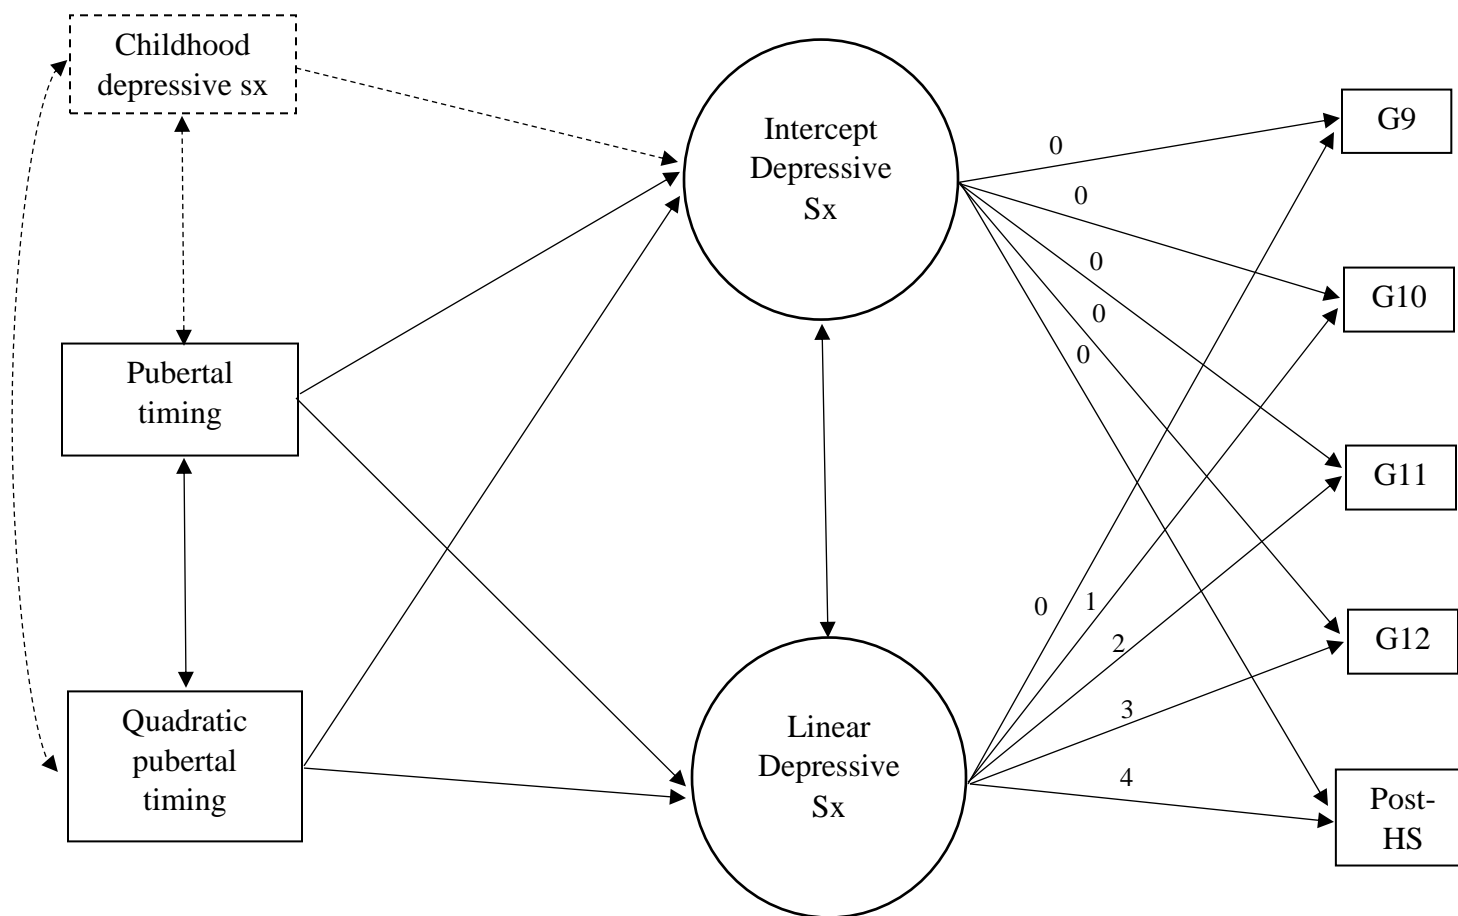 Childhood
depressive sx
Pubertal
timing
Quadratic
pubertal
timing
Intercept
Depressive
Sx
Linear
Depressive
Sx
0
0
0
0
0
0
1
2
3
4
G9
G10
G11
G12
Post-
HS